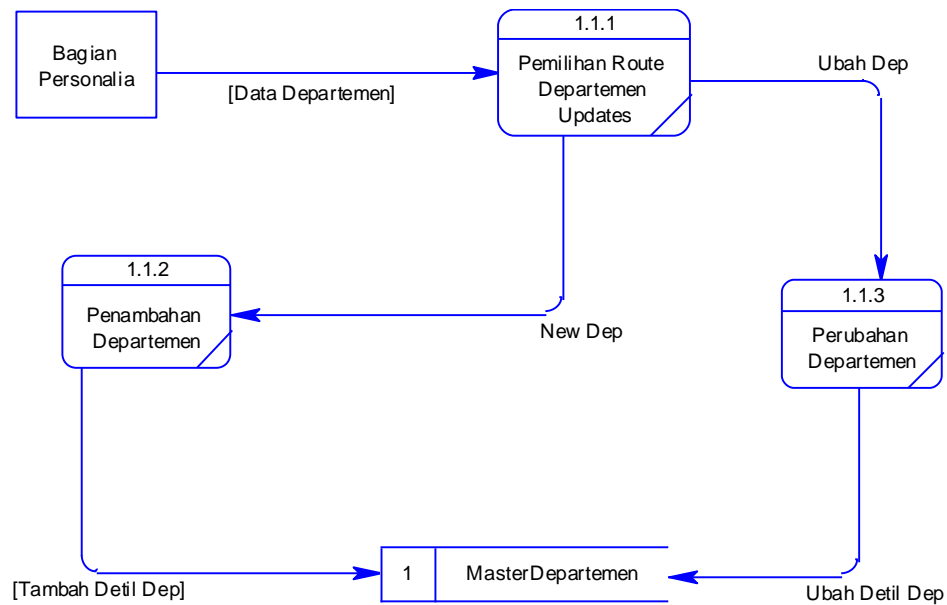 1.1.1
Bagian
Personalia
Pemilihan Route
Departemen
Updates
Ubah Dep
[Data Departemen]
1.1.2
Penambahan
Departemen
New Dep
1.1.3
Perubahan
Departemen
1
MasterDepartemen
[Tambah Detil Dep]
Ubah Detil Dep